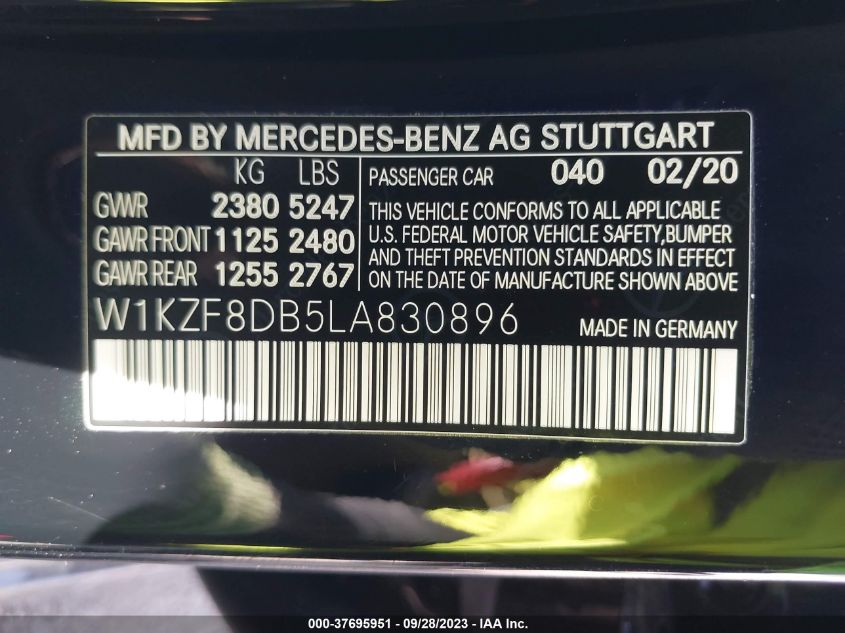 MFD BY MERCEDES-BENZ AG STUTTGART
KG LBS
GVWR 2380 5247
GAWR FRONT 1125 2480
GAWR REAR 1255 2767
PASSENGER CAR 040 02/20
THIS VEHICLE CONFORMS TO ALL APPLICABLE
U.S. FEDERAL MOTOR VEHICLE SAFETY,BUMPER
AND THEFT PREVENTION STANDARDS IN EFFECT
ON THE DATE OF MANUFACTURE SHOWN ABOVE
W1KZF8DB5LA830896
MADE IN GERMANY
000-37695951 - 09/28/2023 - IAA Inc.